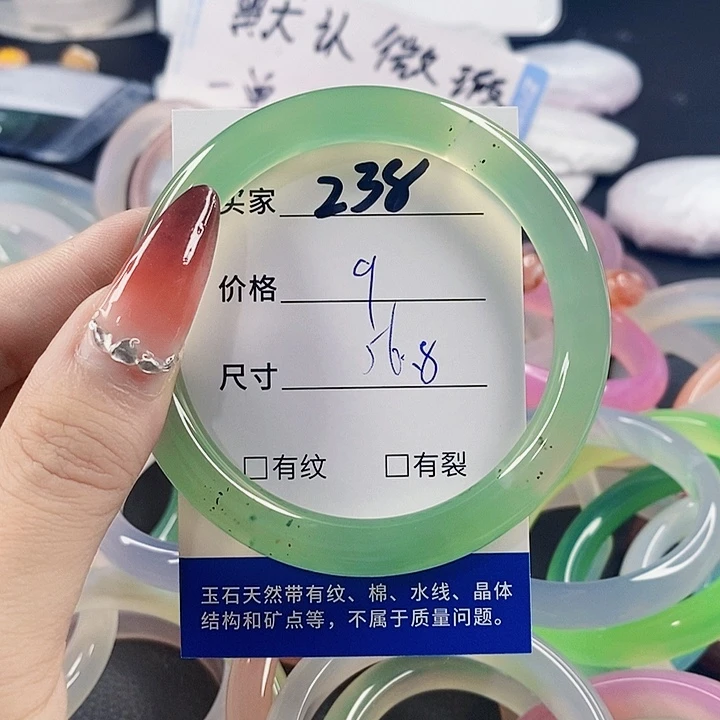 默认微瑕
一单
买家 238
价格 9
尺寸 56.8
□有纹 □有裂
玉石天然带有纹、棉、水线、晶体
结构和矿点等，不属于质量问题。